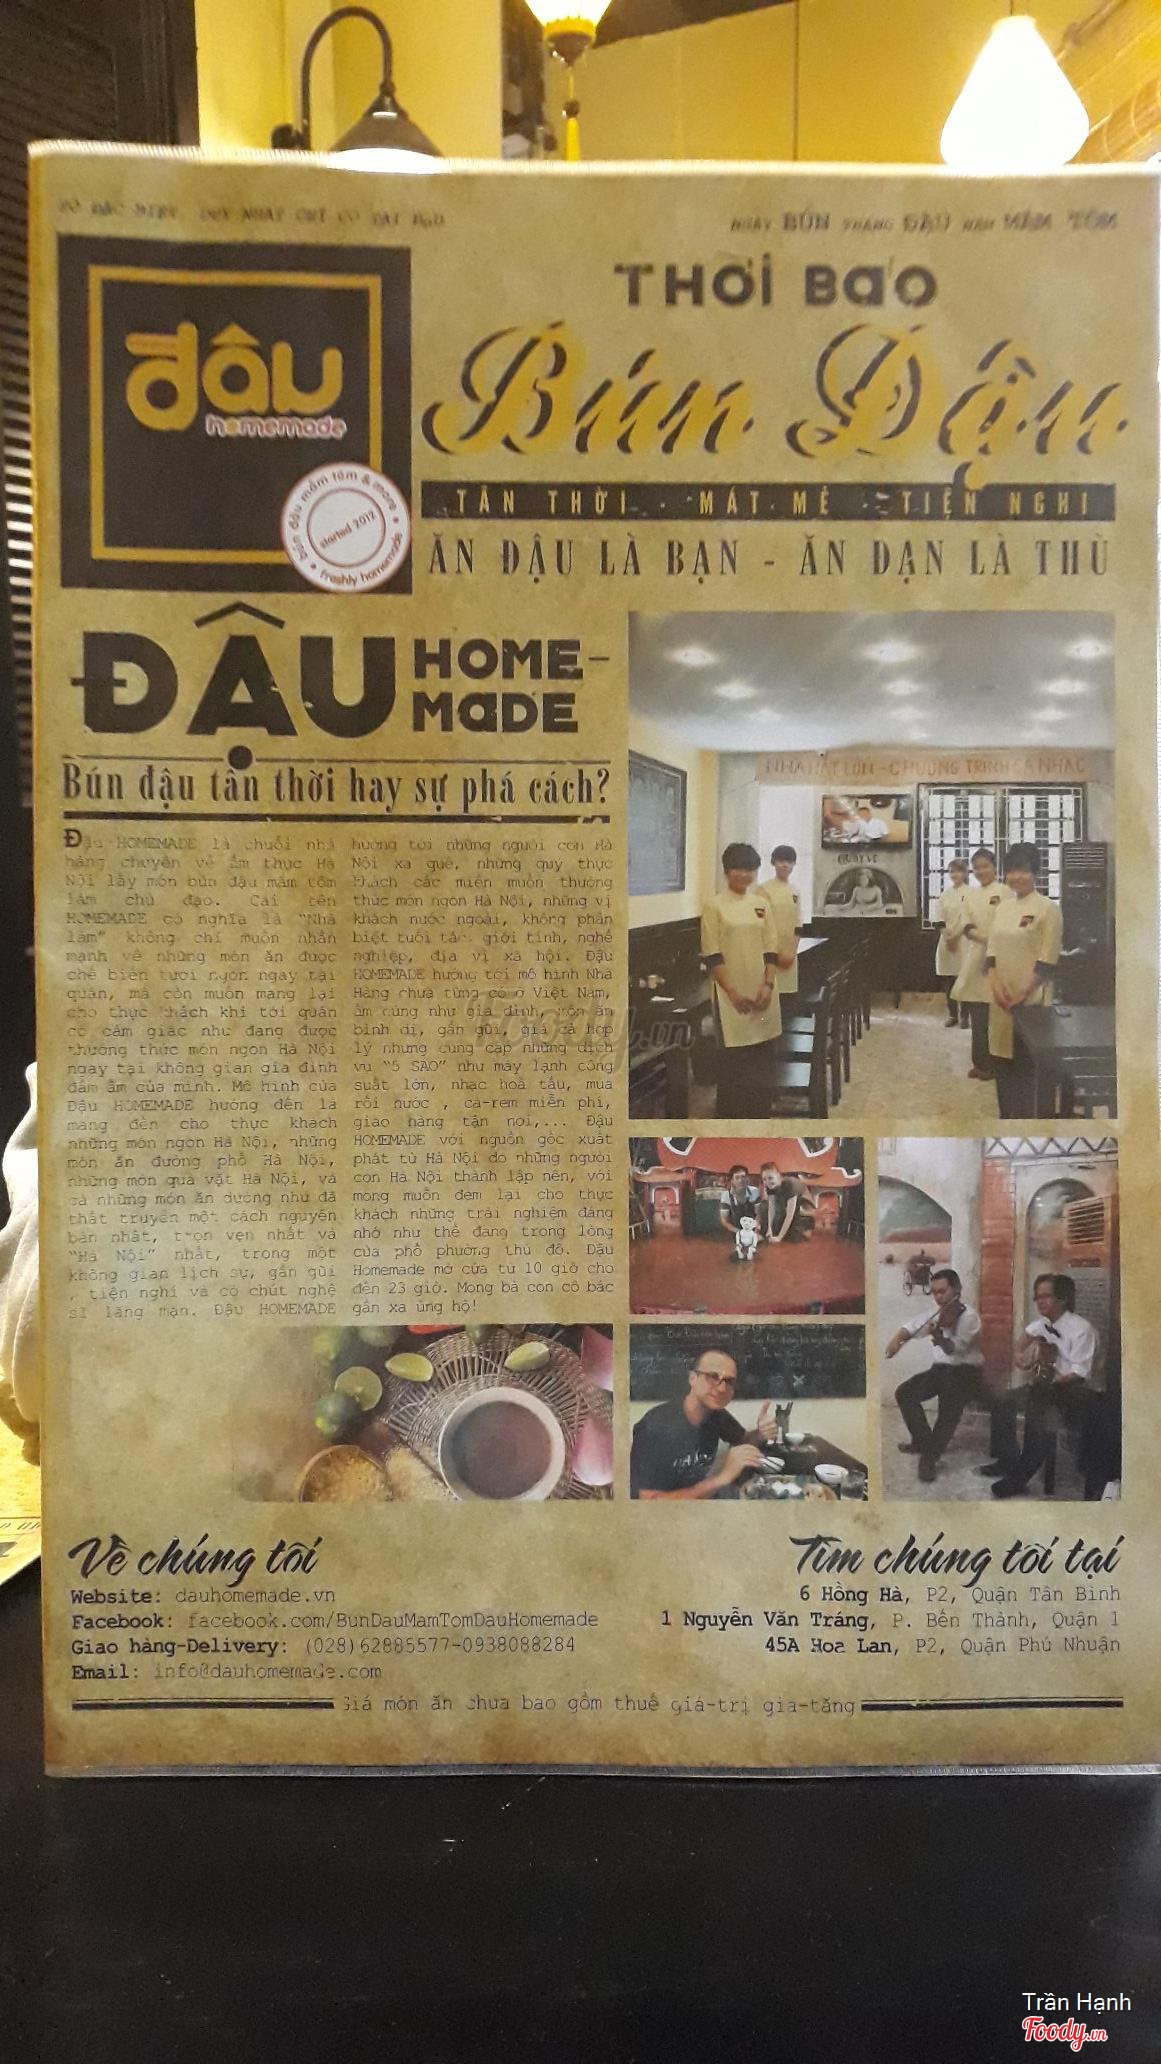 SỐ ĐẶC BIỆT, DUY NHẤT CHỈ CÓ TẠI
NGÀY BÚN THÁNG ĐẬU NĂM MẮM TÔM
đậu
homemade
bún đậu mắm tôm & more
started 2012
freshly homemade
THỜI BÁO
Bún Đậu
TÂN THỜI - MÁT MẺ - TIỆN NGHI
ĂN ĐẬU LÀ BẠN - ĂN ĐẠN LÀ THÙ
ĐẬU HOME-
MADE
Bún đậu tân thời hay sự phá cách?
Đậu HOMEMADE là chuỗi nhà
hàng chuyên về ẩm thực Hà
Nội lấy món bún đậu mắm tôm
làm chủ đạo. Cái tên
HOMEMADE có nghĩa là "Nhà
làm" không chỉ muốn nhấn
mạnh về những món ăn được
chế biến tươi ngon ngay tại
quán, mà còn muốn mang lại
cho thực khách khi tới quán
có cảm giác như đang được
thưởng thức món ngon Hà Nội
ngay tại không gian gia đình
đầm ấm của mình. Mô hình của
Đậu HOMEMADE hướng đến là
mang đến cho thực khách
những món ngon Hà Nội, những
món ăn đường phố Hà Nội,
những món quà vặt Hà Nội, và
cả những món ăn dường như đã
thất truyền một cách nguyên
bản nhất, trọn vẹn nhất và
"Hà Nội" nhất, trong một
không gian lịch sự, gần gũi
, tiện nghi và có chút nghệ
sĩ lãng mạn. Đậu HOMEMADE
hướng tới những người con Hà
Nội xa quê, những quý thực
khách các miền muốn thưởng
thức món ngon Hà Nội, những vị
khách nước ngoài, không phân
biệt tuổi tác, giới tính, nghề
nghiệp, địa vị xã hội. Đậu
HOMEMADE hướng tới mô hình Nhà
Hàng chưa từng có ở Việt Nam,
ấm cúng như gia đình, món ăn
bình dị, gần gũi, giá cả hợp
lý nhưng cung cấp những dịch
vụ "5 SAO" như máy lạnh công
suất lớn, nhạc hoà tấu, múa
rối nước , cà-rem miễn phí,
giao hàng tận nơi,... Đậu
HOMEMADE với nguồn gốc xuất
phát từ Hà Nội do những người
con Hà Nội thành lập nên, với
mong muốn đem lại cho thực
khách những trải nghiệm đáng
nhớ như thể đang trong lòng
của phố phường thủ đô. Đậu
Homemade mở cửa từ 10 giờ cho
đến 23 giờ. Mong bà con cô bác
gần xa ủng hộ!
NHÀ HÁT LỚN - CHƯƠNG TRÌNH CA NHẠC
QUẦY VÉ
Foody.vn
Về chúng tôi
Website: dauhomemade.vn
Facebook: facebook.com/BunDauMamTomDauHomemade
Giao hàng-Delivery: (028)62885577-0938088284
Email: info@dauhomemade.com
Tìm chúng tôi tại
6 Hồng Hà, P2, Quận Tân Bình
1 Nguyễn Văn Tráng, P. Bến Thành, Quận 1
45A Hoa Lan, P2, Quận Phú Nhuận
Giá món ăn chưa bao gồm thuế giá-trị gia-tăng
Trần Hạnh
Foody.vn